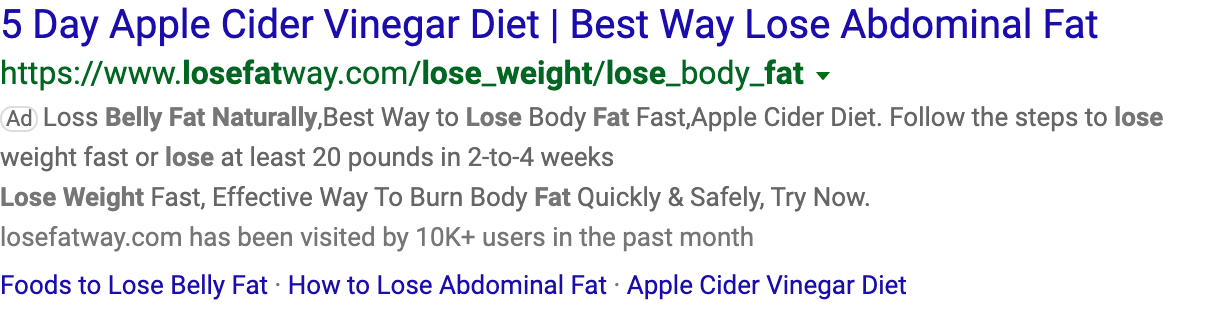 5 Day Apple Cider Vinegar Diet | Best Way Lose Abdominal Fat
https://www.losefatway.com/lose_weight/lose_body_fat
Ad Loss Belly Fat Naturally,Best Way to Lose Body Fat Fast,Apple Cider Diet. Follow the steps to lose
weight fast or lose at least 20 pounds in 2-to-4 weeks
Lose Weight Fast, Effective Way To Burn Body Fat Quickly & Safely, Try Now.
losefatway.com has been visited by 10K+ users in the past month
Foods to Lose Belly Fat · How to Lose Abdominal Fat · Apple Cider Vinegar Diet